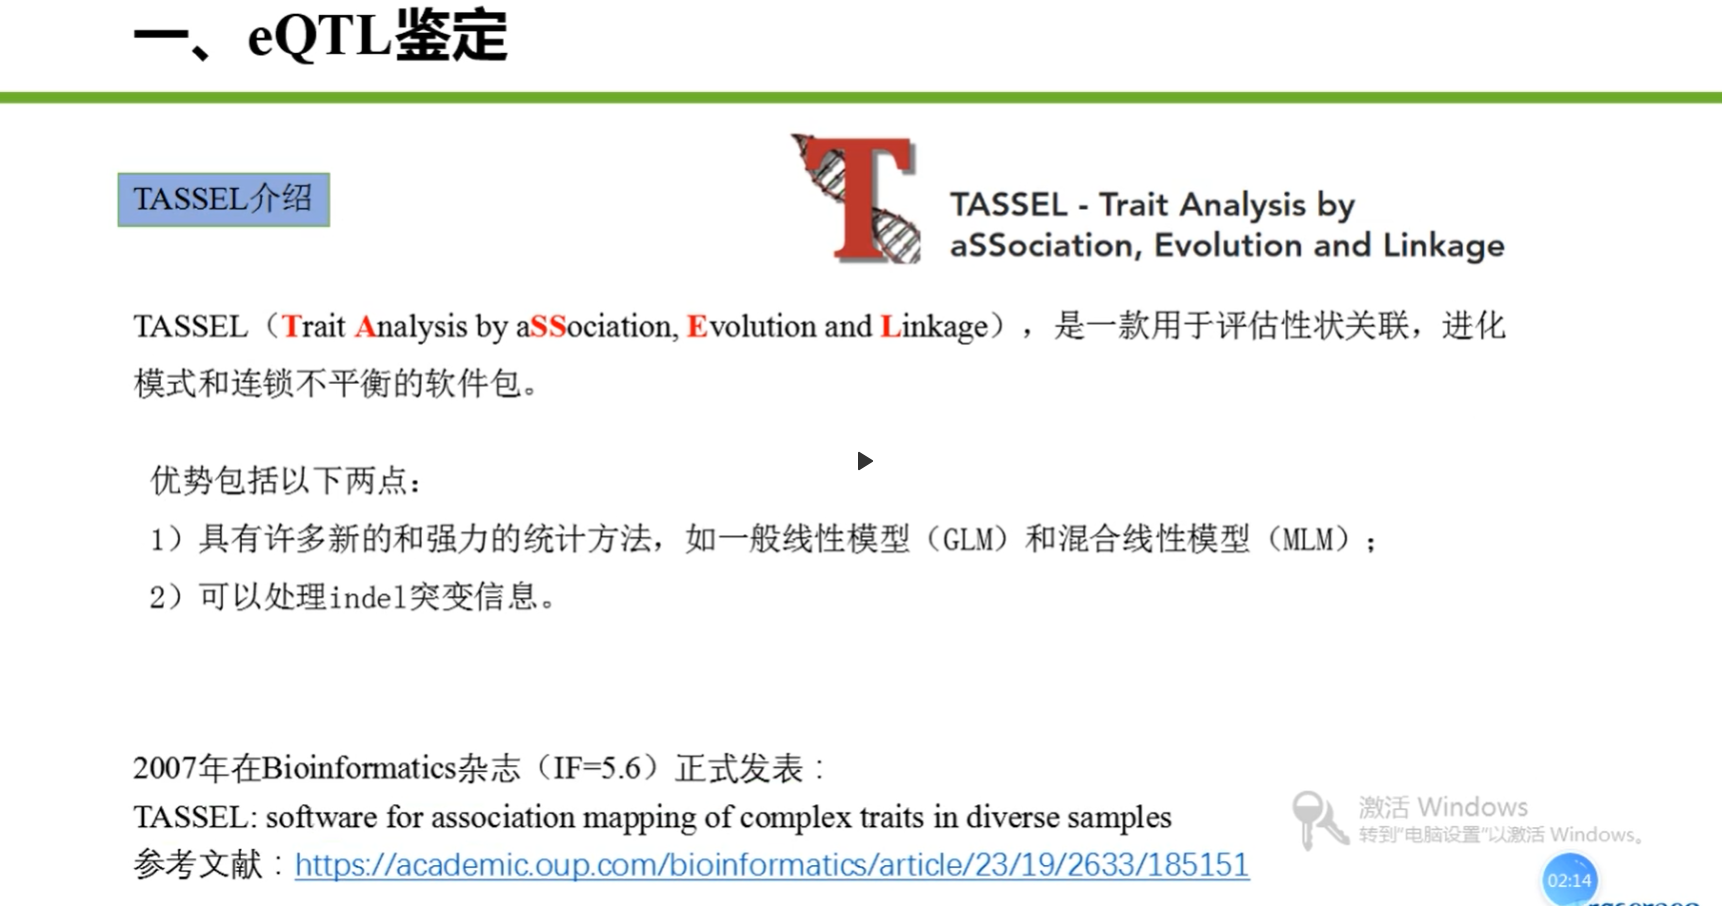 一、eQTL鉴定
TASSEL介绍
T
TASSEL - Trait Analysis by
aSSociation, Evolution and Linkage
TASSEL（Trait Analysis by aSSociation, Evolution and Linkage），是一款用于评估性状关联，进化
模式和连锁不平衡的软件包。
优势包括以下两点：
1）具有许多新的和强力的统计方法，如一般线性模型（GLM）和混合线性模型（MLM）；
2）可以处理indel突变信息。
2007年在Bioinformatics杂志（IF=5.6）正式发表：
TASSEL: software for association mapping of complex traits in diverse samples
参考文献：https://academic.oup.com/bioinformatics/article/23/19/2633/185151
激活 Windows
转到“电脑设置”以激活 Windows。
02:14